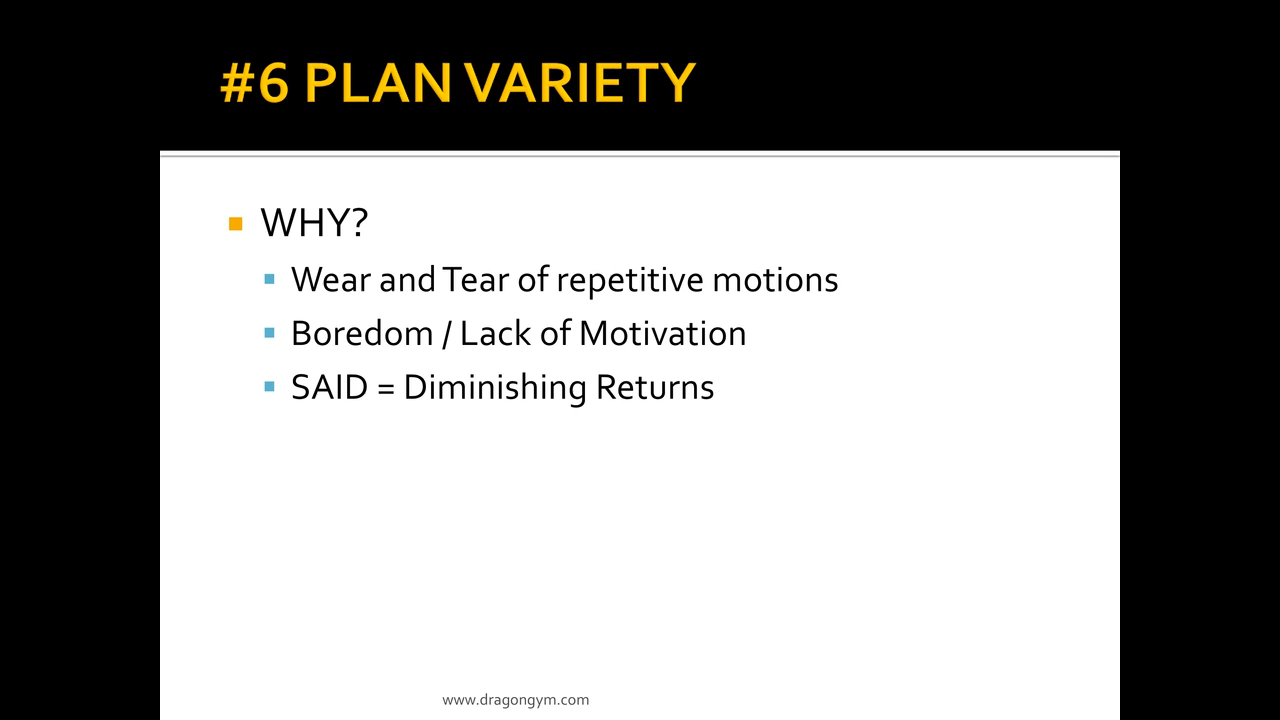 #6 PLAN VARIETY
WHY?
Wear and Tear of repetitive motions
Boredom / Lack of Motivation
SAID = Diminishing Returns
www.dragongym.com